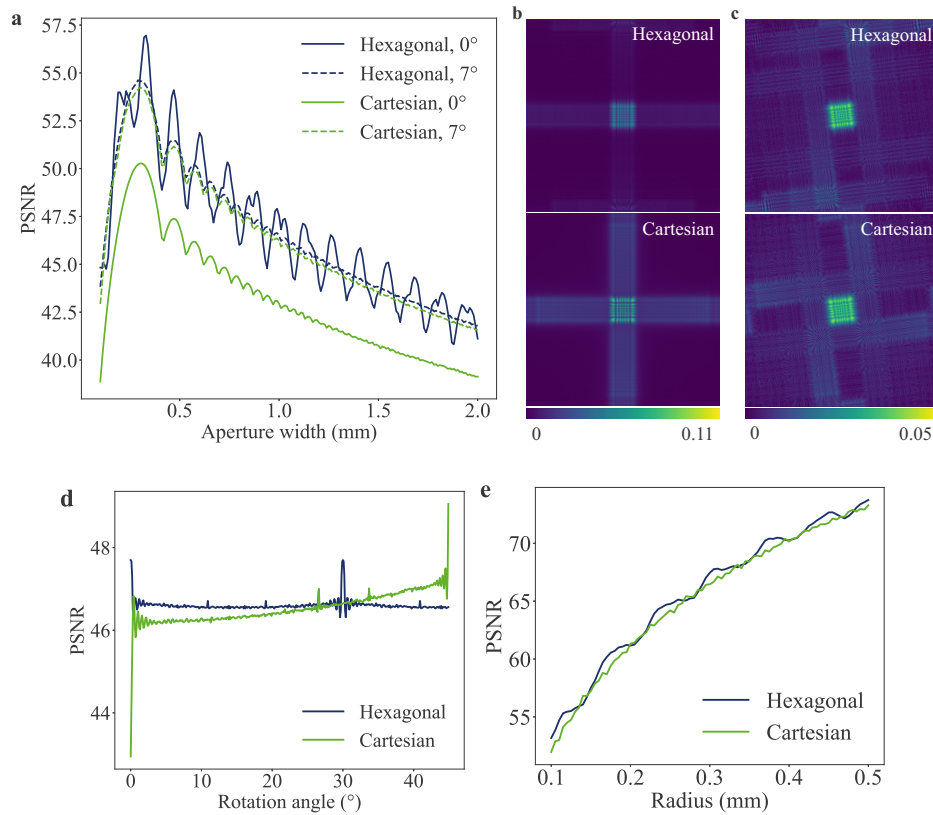 a
57.5
55.0
52.5
50.0
47.5
45.0
42.5
40.0
PSNR
0.5
1.0
1.5
2.0
Aperture width (mm)
Hexagonal, 0°
Hexagonal, 7°
Cartesian, 0°
Cartesian, 7°
b
Hexagonal
Cartesian
0
0.11
c
Hexagonal
Cartesian
0
0.05
d
48
46
44
PSNR
0
10
20
30
40
Rotation angle (°)
Hexagonal
Cartesian
e
70
65
60
55
PSNR
0.1
0.2
0.3
0.4
0.5
Radius (mm)
Hexagonal
Cartesian